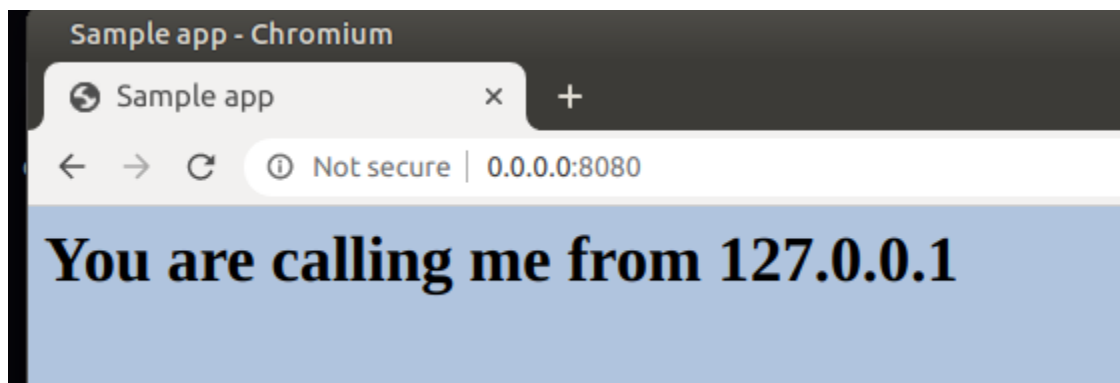 Sample app - Chromium
Sample app
Not secure 0.0.0.0:8080
You are calling me from 127.0.0.1